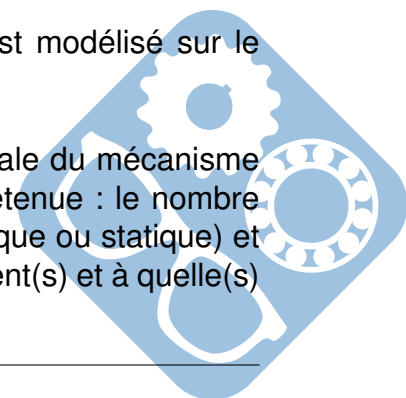 st modélisé sur le
ale du mécanisme
etenue : le nombre
que ou statique) et
ent(s) et à quelle(s)